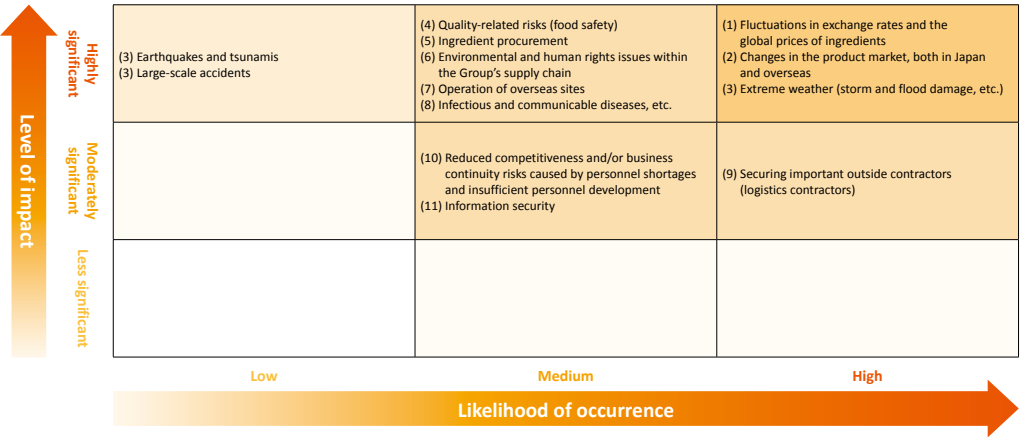 Level of impact
Highly
significant
(3) Earthquakes and tsunamis
(3) Large-scale accidents
(4) Quality-related risks (food safety)
(5) Ingredient procurement
(6) Environmental and human rights issues within
the Group’s supply chain
(7) Operation of overseas sites
(8) Infectious and communicable diseases, etc.
(1) Fluctuations in exchange rates and the
global prices of ingredients
(2) Changes in the product market, both in Japan
and overseas
(3) Extreme weather (storm and flood damage, etc.)
Moderately
significant
(10) Reduced competitiveness and/or business
continuity risks caused by personnel shortages
and insufficient personnel development
(11) Information security
(9) Securing important outside contractors
(logistics contractors)
Less significant
Low
Medium
High
Likelihood of occurrence